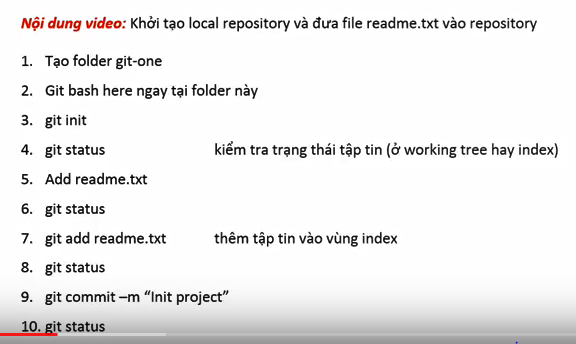 Nội dung video: Khởi tạo local repository và đưa file readme.txt vào repository
1. Tạo folder git-one
2. Git bash here ngay tại folder này
3. git init
4. git status kiểm tra trạng thái tập tin (ở working tree hay index)
5. Add readme.txt
6. git status
7. git add readme.txt thêm tập tin vào vùng index
8. git status
9. git commit –m “Init project”
10. git status